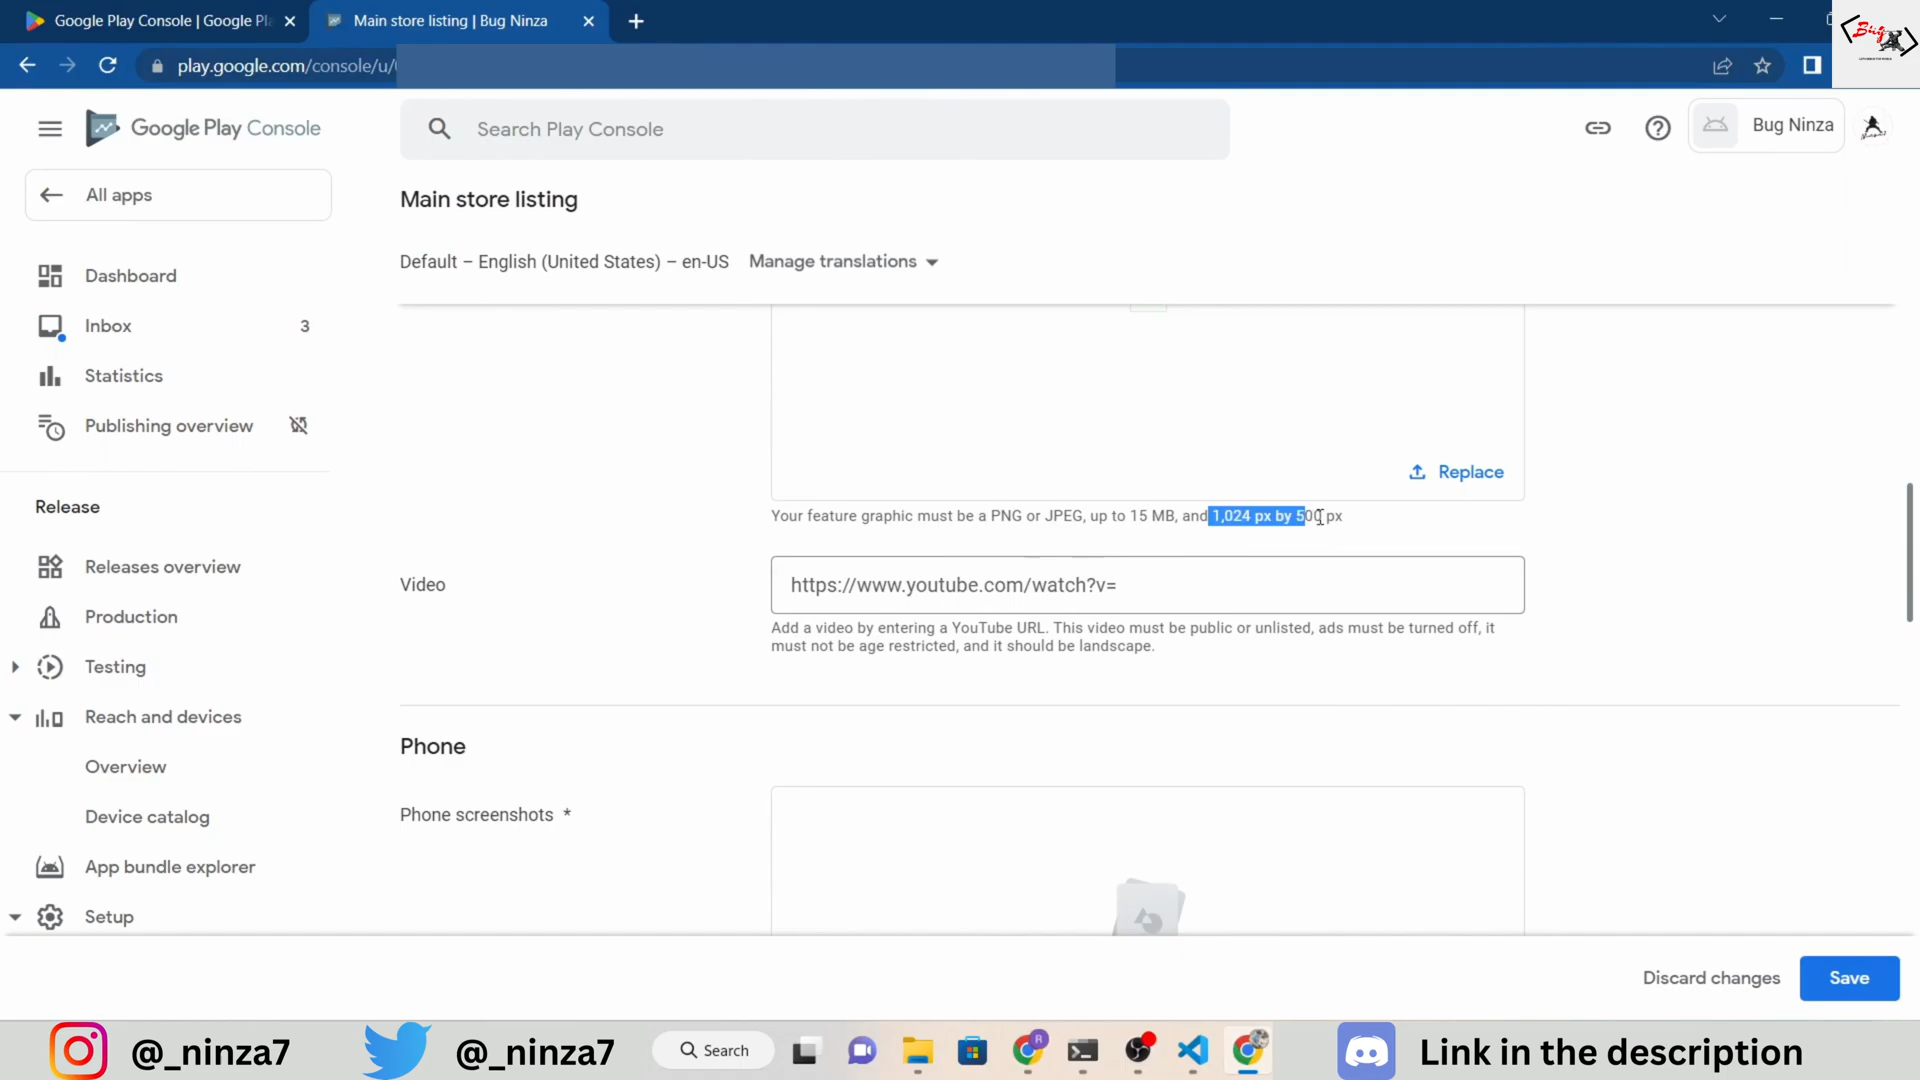 Google Play Console | Google Pl
Main store listing | Bug Ninza
play.google.com/console/u/
Google Play Console
Search Play Console
Bug Ninza
All apps
Main store listing
Default – English (United States) – en-US
Manage translations
Dashboard
Inbox
3
Statistics
Publishing overview
Release
Releases overview
Production
Testing
Reach and devices
Overview
Device catalog
App bundle explorer
Setup
Replace
Your feature graphic must be a PNG or JPEG, up to 15 MB, and 1,024 px by 500 px
Video
https://www.youtube.com/watch?v=
Add a video by entering a YouTube URL. This video must be public or unlisted, ads must be turned off, it
must not be age restricted, and it should be landscape.
Phone
Phone screenshots *
Discard changes
Save
@_ninza7
@_ninza7
Search
R
Link in the description
Bug